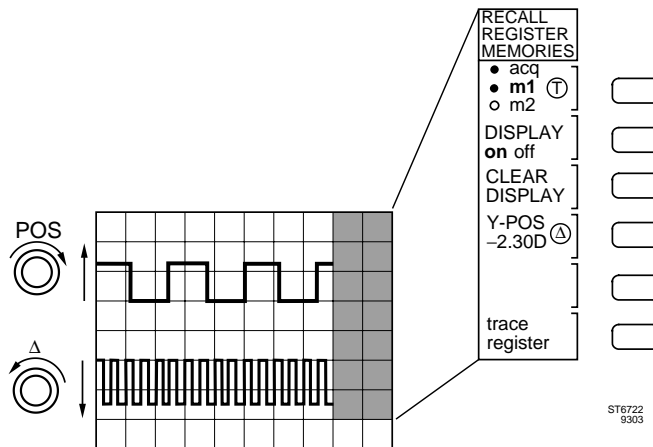 RECALL
REGISTER
MEMORIES
● acq
● m1 Ⓣ
○ m2
DISPLAY
on off
CLEAR
DISPLAY
Y-POS
–2.30D Δ
trace
register
POS
Δ
ST6722
9303